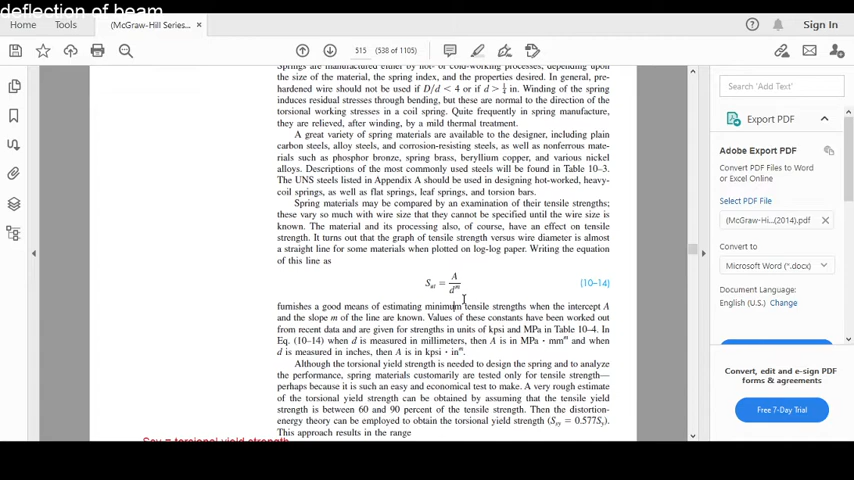 deflection of beam
Home
Tools
(McGraw-Hill Series...
×
Sign In
515
(538 of 1105)
Springs are manufactured either by hot- or cold-working processes, depending upon
the size of the material, the spring index, and the properties desired. In general, pre-
hardened wire should not be used if D/d < 4 or if d > 1/4 in. Winding of the spring
induces residual stresses through bending, but these are normal to the direction of the
torsional working stresses in a coil spring. Quite frequently in spring manufacture,
they are relieved, after winding, by a mild thermal treatment.
A great variety of spring materials are available to the designer, including plain
carbon steels, alloy steels, and corrosion-resisting steels, as well as nonferrous mate-
rials such as phosphor bronze, spring brass, beryllium copper, and various nickel
alloys. Descriptions of the most commonly used steels will be found in Table 10–3.
The UNS steels listed in Appendix A should be used in designing hot-worked, heavy-
coil springs, as well as flat springs, leaf springs, and torsion bars.
Spring materials may be compared by an examination of their tensile strengths;
these vary so much with wire size that they cannot be specified until the wire size is
known. The material and its processing also, of course, have an effect on tensile
strength. It turns out that the graph of tensile strength versus wire diameter is almost
a straight line for some materials when plotted on log-log paper. Writing the equation
of this line as
Sut = A/d^m (10–14)
furnishes a good means of estimating minimum tensile strengths when the intercept A
and the slope m of the line are known. Values of these constants have been worked out
from recent data and are given for strengths in units of kpsi and MPa in Table 10–4. In
Eq. (10–14) when d is measured in millimeters, then A is in MPa · mm^m and when
d is measured in inches, then A is in kpsi · in^m.
Although the torsional yield strength is needed to design the spring and to analyze
the performance, spring materials customarily are tested only for tensile strength—
perhaps because it is such an easy and economical test to make. A very rough estimate
of the torsional yield strength can be obtained by assuming that the tensile yield
strength is between 60 and 90 percent of the tensile strength. Then the distortion-
energy theory can be employed to obtain the torsional yield strength (Ssy = 0.577Sy).
This approach results in the range
Ssy = torsional yield strength
Search 'Add Text'
Export PDF
Adobe Export PDF
Convert PDF Files to Word
or Excel Online
Select PDF File
(McGraw-Hi...(2014).pdf
×
Convert to
Microsoft Word (*.docx)
Document Language:
English (U.S.) Change
Convert, edit and e-sign PDF
forms & agreements
Free 7-Day Trial